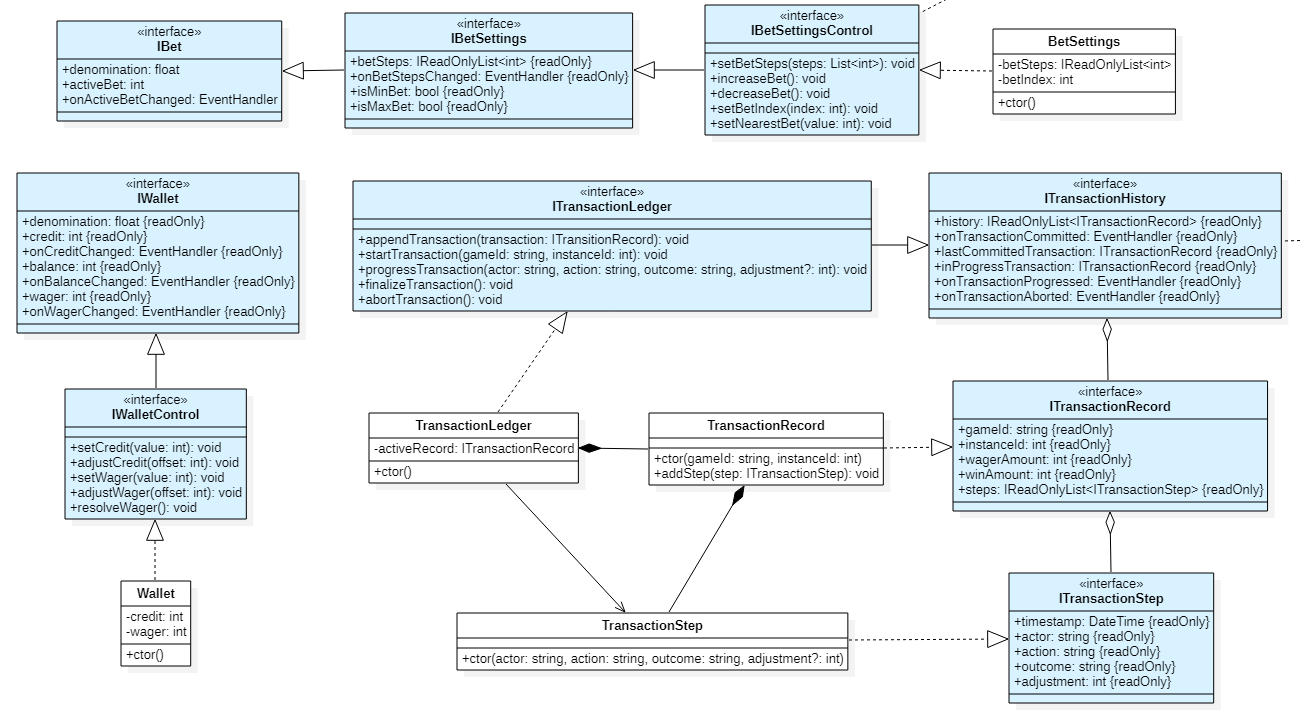 «interface»
IBet
+denomination: float
+activeBet: int
+onActiveBetChanged: EventHandler
«interface»
IBetSettings
+betSteps: IReadOnlyList<int> {readOnly}
+onBetStepsChanged: EventHandler {readOnly}
+isMinBet: bool {readOnly}
+isMaxBet: bool {readOnly}
«interface»
IBetSettingsControl
+setBetSteps(steps: List<int>): void
+increaseBet(): void
+decreaseBet(): void
+setBetIndex(index: int): void
+setNearestBet(value: int): void
BetSettings
-betSteps: IReadOnlyList<int>
-betIndex: int
+ctor()
«interface»
IWallet
+denomination: float {readOnly}
+credit: int {readOnly}
+onCreditChanged: EventHandler {readOnly}
+balance: int {readOnly}
+onBalanceChanged: EventHandler {readOnly}
+wager: int {readOnly}
+onWagerChanged: EventHandler {readOnly}
«interface»
ITransactionLedger
+appendTransaction(transaction: ITransitionRecord): void
+startTransaction(gameId: string, instanceId: int): void
+progressTransaction(actor: string, action: string, outcome: string, adjustment?: int): void
+finalizeTransaction(): void
+abortTransaction(): void
«interface»
ITransactionHistory
+history: IReadOnlyList<ITransactionRecord> {readOnly}
+onTransactionCommitted: EventHandler {readOnly}
+lastCommittedTransaction: ITransactionRecord {readOnly}
+inProgressTransaction: ITransactionRecord {readOnly}
+onTransactionProgressed: EventHandler {readOnly}
+onTransactionAborted: EventHandler {readOnly}
«interface»
IWalletControl
+setCredit(value: int): void
+adjustCredit(offset: int): void
+setWager(value: int): void
+adjustWager(offset: int): void
+resolveWager(): void
TransactionLedger
-activeRecord: ITransactionRecord
+ctor()
TransactionRecord
+ctor(gameId: string, instanceId: int)
+addStep(step: ITransactionStep): void
«interface»
ITransactionRecord
+gameId: string {readOnly}
+instanceId: int {readOnly}
+wagerAmount: int {readOnly}
+winAmount: int {readOnly}
+steps: IReadOnlyList<ITransactionStep> {readOnly}
Wallet
-credit: int
-wager: int
+ctor()
TransactionStep
+ctor(actor: string, action: string, outcome: string, adjustment?: int)
«interface»
ITransactionStep
+timestamp: DateTime {readOnly}
+actor: string {readOnly}
+action: string {readOnly}
+outcome: string {readOnly}
+adjustment: int {readOnly}